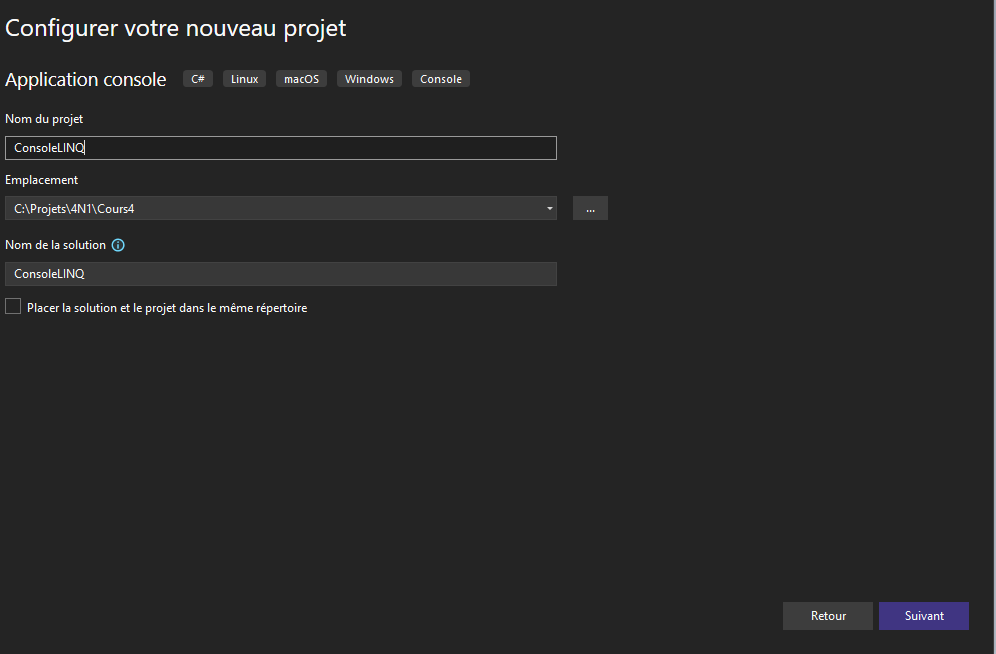 Configurer votre nouveau projet
Application console C# Linux macOS Windows Console
Nom du projet
ConsoleLINQ
Emplacement
C:\Projets\4N1\Cours4
...
Nom de la solution
ConsoleLINQ
Placer la solution et le projet dans le même répertoire
Retour Suivant